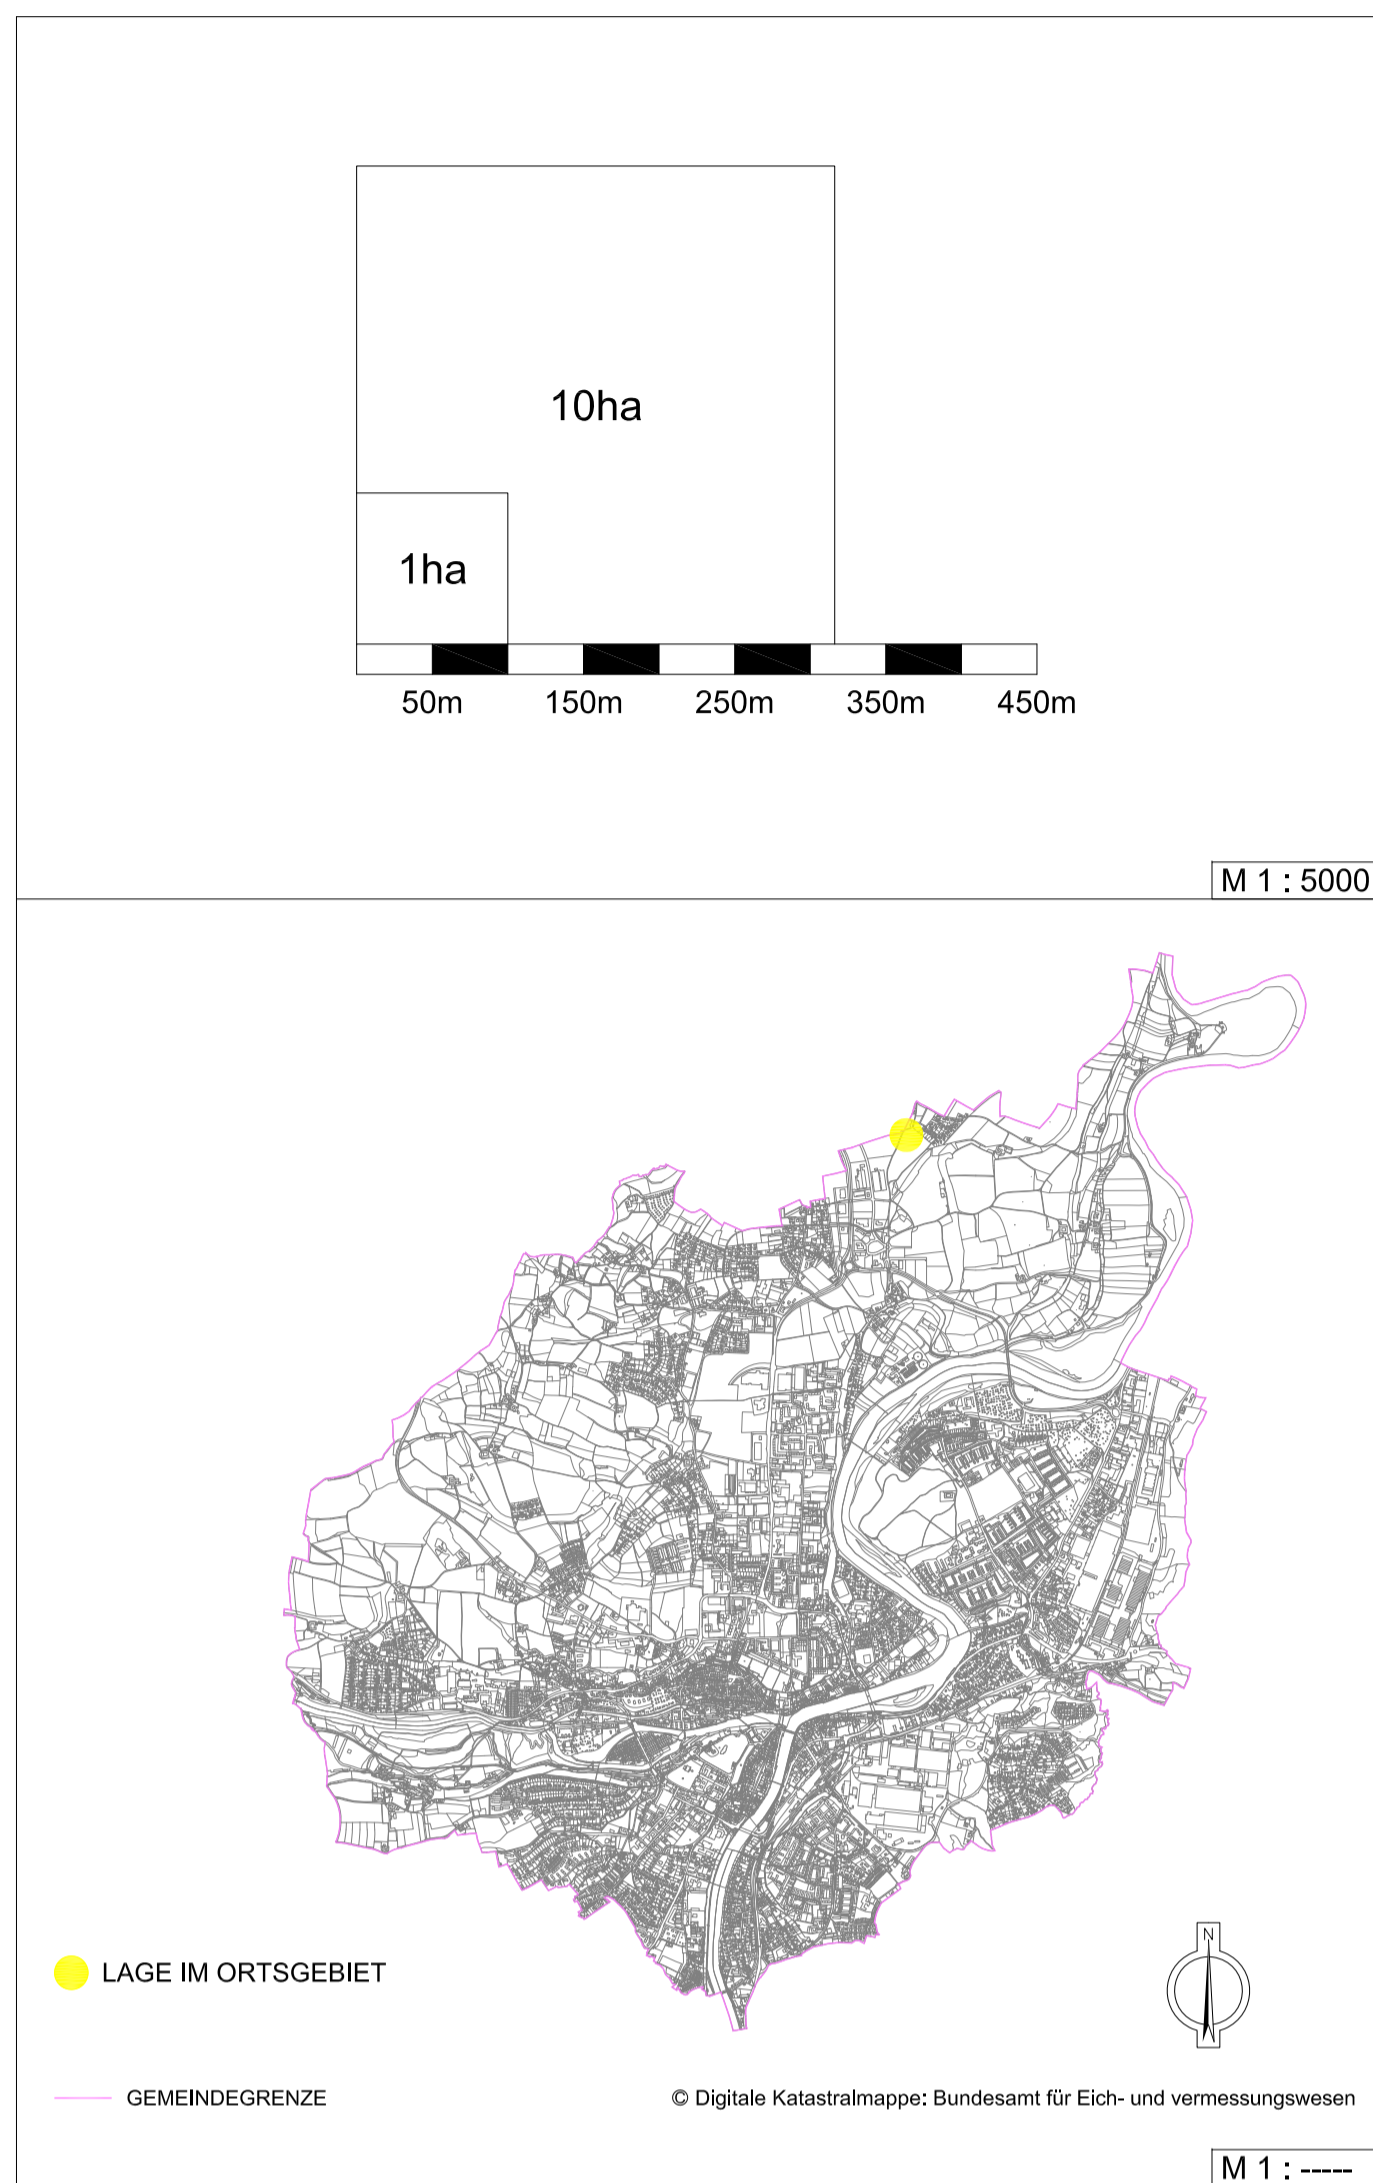 10ha
1ha
50m 150m 250m 350m 450m
M 1 : 5000
LAGE IM ORTSGEBIET
N
GEMEINDEGRENZE
© Digitale Katastralmappe: Bundesamt für Eich- und vermessungswesen
M 1 : -----